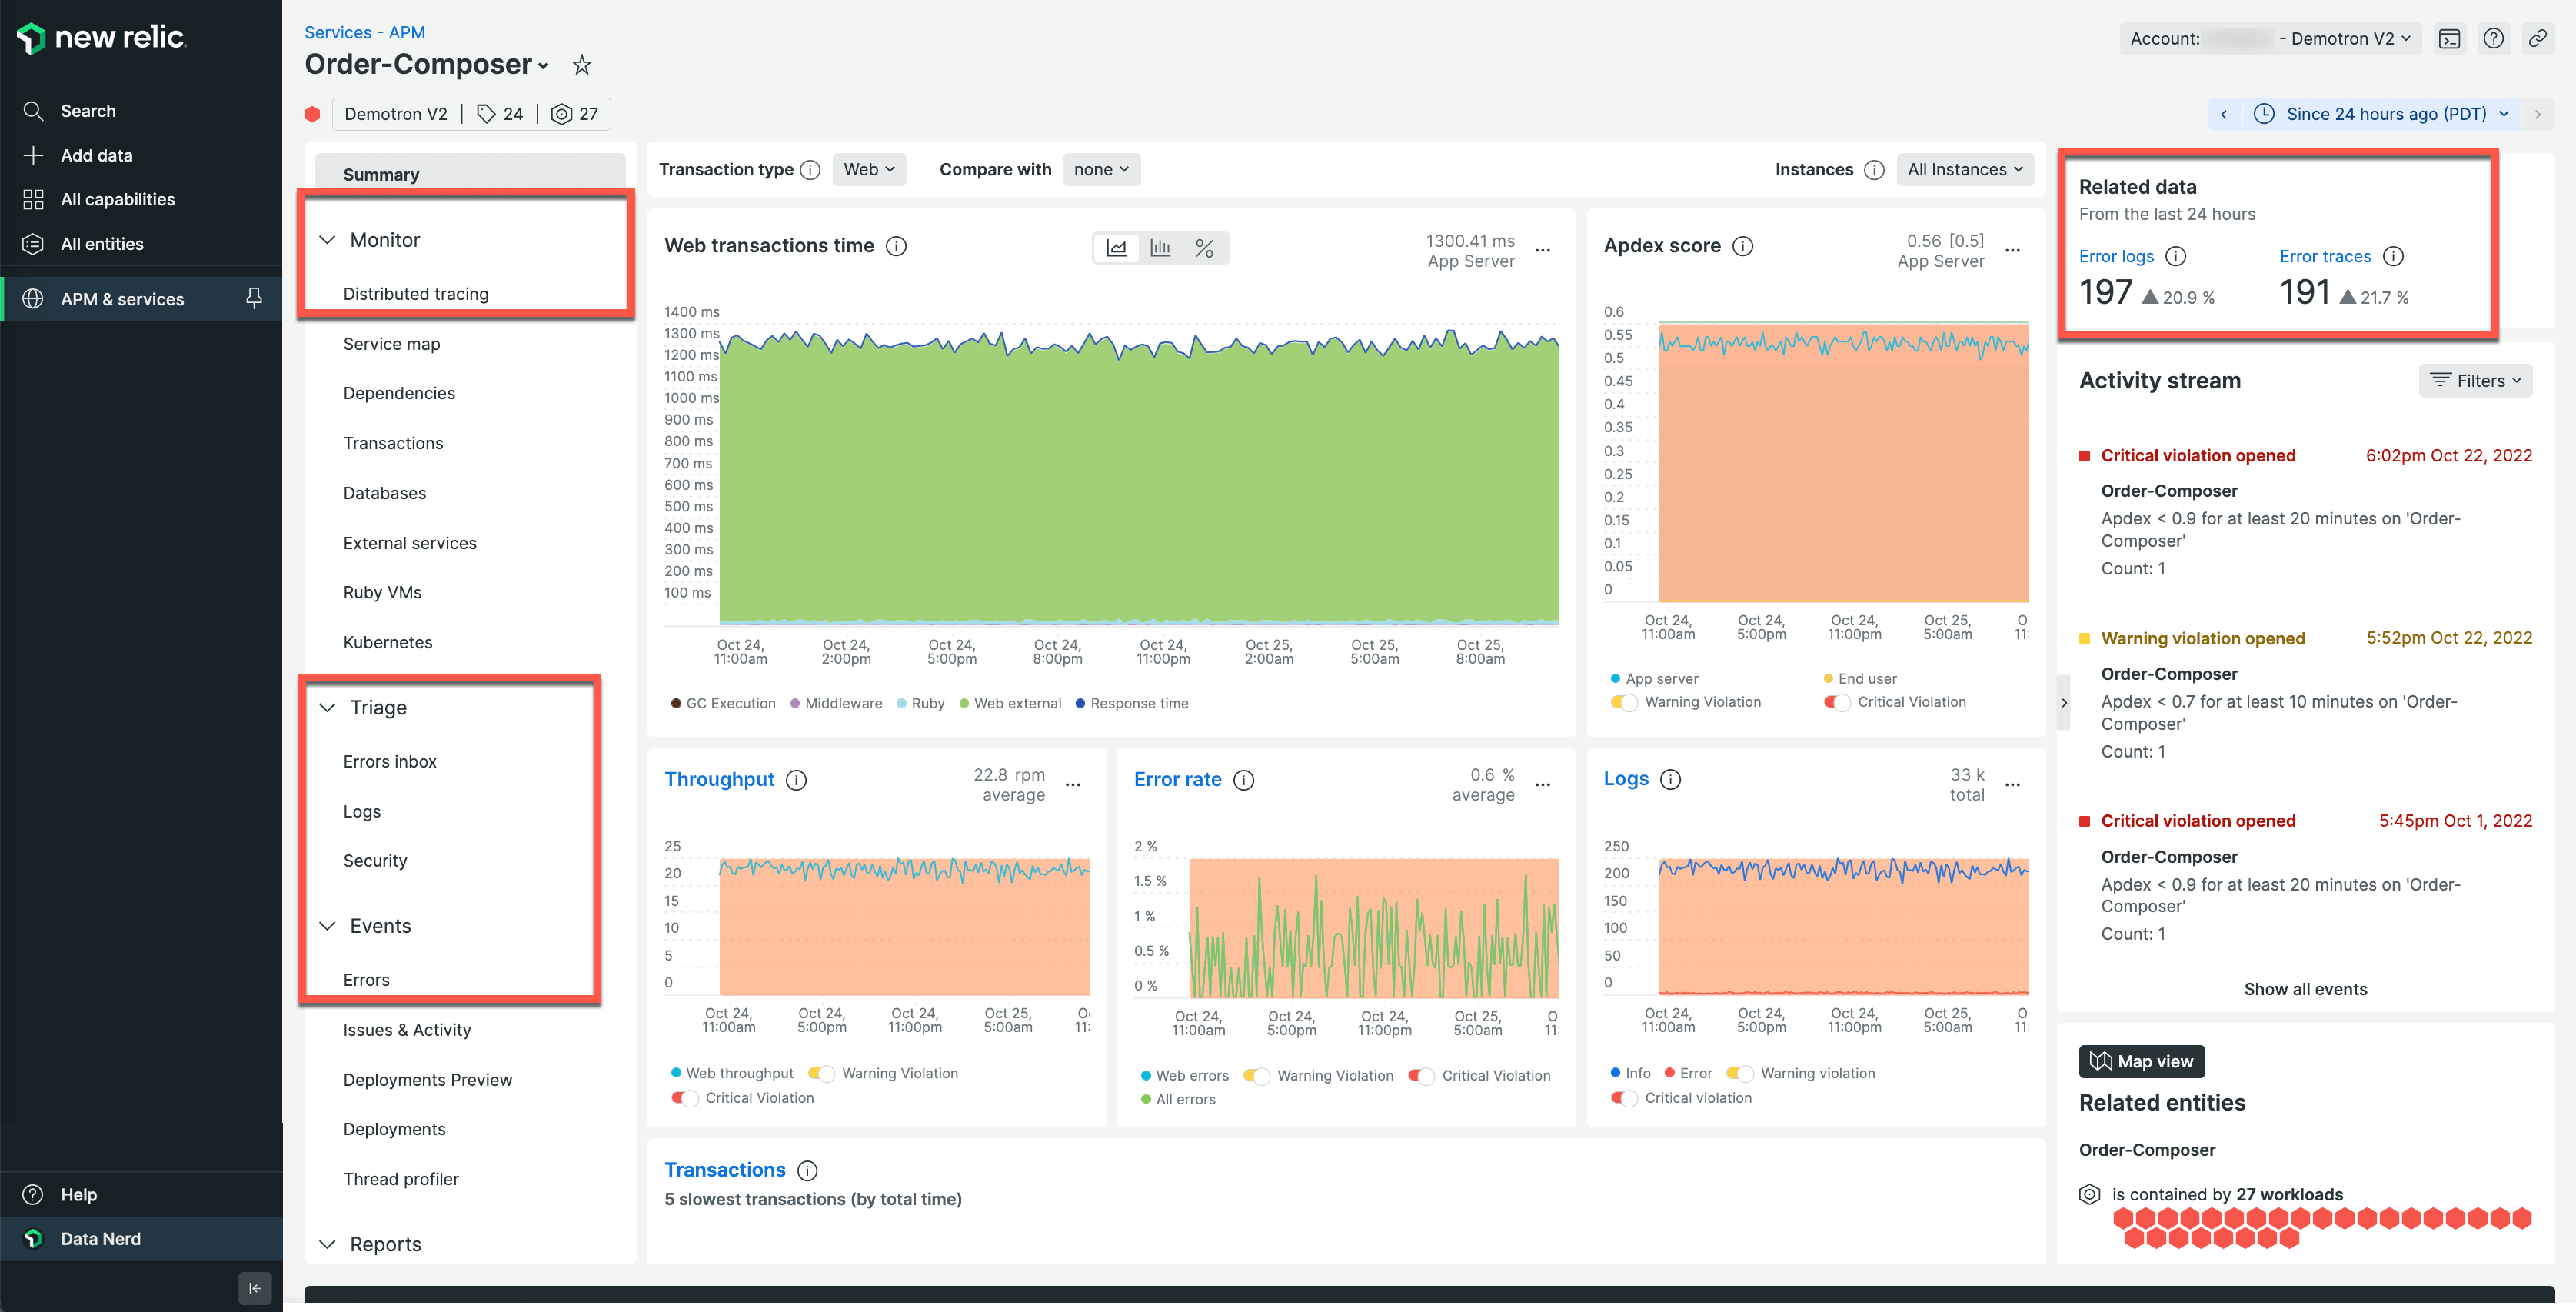 new relic.
Search
Add data
All capabilities
All entities
APM & services
Help
Data Nerd
Services - APM
Order-Composer
Demotron V2 | 24 | 27
Account: - Demotron V2
Since 24 hours ago (PDT)
Summary
Monitor
Distributed tracing
Service map
Dependencies
Transactions
Databases
External services
Ruby VMs
Kubernetes
Triage
Errors inbox
Logs
Security
Events
Errors
Issues & Activity
Deployments Preview
Deployments
Thread profiler
Reports
Transaction type Web Compare with none
Instances All Instances
Web transactions time
1300.41 ms
App Server
1400 ms
1300 ms
1200 ms
1100 ms
1000 ms
900 ms
800 ms
700 ms
600 ms
500 ms
400 ms
300 ms
200 ms
100 ms
Oct 24, Oct 24, Oct 24, Oct 24, Oct 24, Oct 25, Oct 25, Oct 25,
11:00am 2:00pm 5:00pm 8:00pm 11:00pm 2:00am 5:00am 8:00am
GC Execution Middleware Ruby Web external Response time
Apdex score
0.56 [0.5]
App Server
0.6
0.55
0.5
0.45
0.4
0.35
0.3
0.25
0.2
0.15
0.1
0.05
0
Oct 24, Oct 24, Oct 24, Oct 25, O
11:00am 5:00pm 11:00pm 5:00am 11:
App server End user
Warning Violation Critical Violation
Throughput
22.8 rpm
average
25
20
15
10
5
0
Oct 24, Oct 24, Oct 24, Oct 25, O
11:00am 5:00pm 11:00pm 5:00am 11:
Web throughput Warning Violation
Critical Violation
Error rate
0.6 %
average
2 %
1.5 %
1 %
0.5 %
0 %
Oct 24, Oct 24, Oct 24, Oct 25, O
11:00am 5:00pm 11:00pm 5:00am 11:
Web errors Warning Violation Critical Violation
All errors
Logs
33 k
total
250
200
150
100
50
0
Oct 24, Oct 24, Oct 24, Oct 25, O
11:00am 5:00pm 11:00pm 5:00am 11:
Info Error Warning violation
Critical violation
Transactions
5 slowest transactions (by total time)
Related data
From the last 24 hours
Error logs Error traces
197 20.9 % 191 21.7 %
Activity stream Filters
Critical violation opened 6:02pm Oct 22, 2022
Order-Composer
Apdex < 0.9 for at least 20 minutes on 'Order-
Composer'
Count: 1
Warning violation opened 5:52pm Oct 22, 2022
Order-Composer
Apdex < 0.7 for at least 10 minutes on 'Order-
Composer'
Count: 1
Critical violation opened 5:45pm Oct 1, 2022
Order-Composer
Apdex < 0.9 for at least 20 minutes on 'Order-
Composer'
Count: 1
Show all events
Map view
Related entities
Order-Composer
is contained by 27 workloads